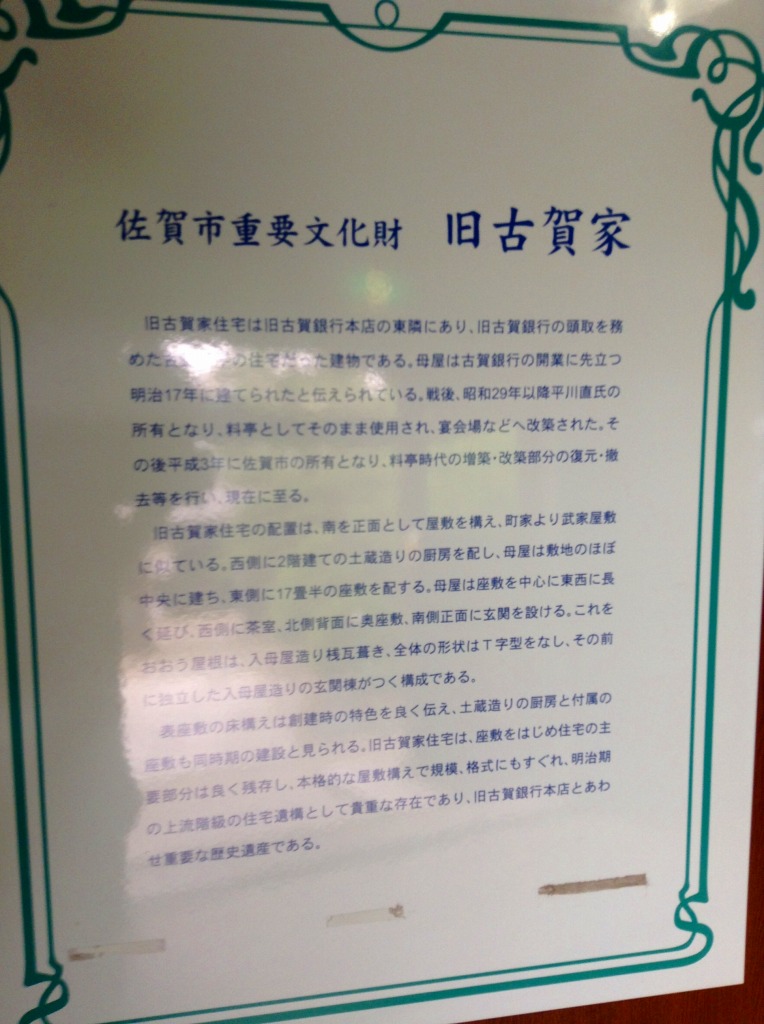 佐賀市重要文化財 旧古賀家
旧古賀家住宅は旧古賀銀行本店の東隣にあり、旧古賀銀行の頭取を務
めた古の住宅だった建物である。母屋は古賀銀行の開業に先立つ
明治17年に建てられたと伝えられている。戦後、昭和29年以降平川直氏の
所有となり、料亭としてそのまま使用され、宴会場などへ改築された。そ
の後平成3年に佐賀市の所有となり、料亭時代の増築・改築部分の復元・撤
去等を行い、現在に至る。
旧古賀家住宅の配置は、南を正面として屋敷を構え、町家より武家屋敷
に似ている。西側に2階建ての土蔵造りの厨房を配し、母屋は敷地のほぼ
中央に建ち、東側に17畳半の座敷を配する。母屋は座敷を中心に東西に長
く延び、西側に茶室、北側背面に奥座敷、南側正面に玄関を設ける。これを
おおう屋根は、入母屋造り桟瓦葺き、全体の形状はT字型をなし、その前
に独立した入母屋造りの玄関棟がつく構成である。
表座敷の床構えは創建時の特色を良く伝え、土蔵造りの厨房と付属の
座敷も同時期の建設と見られる。旧古賀家住宅は、座敷をはじめ住宅の主
要部分は良く残存し、本格的な屋敷構えで規模、格式にもすぐれ、明治期
の上流階級の住宅遺構として貴重な存在であり、旧古賀銀行本店とあわ
せ重要な歴史遺産である。